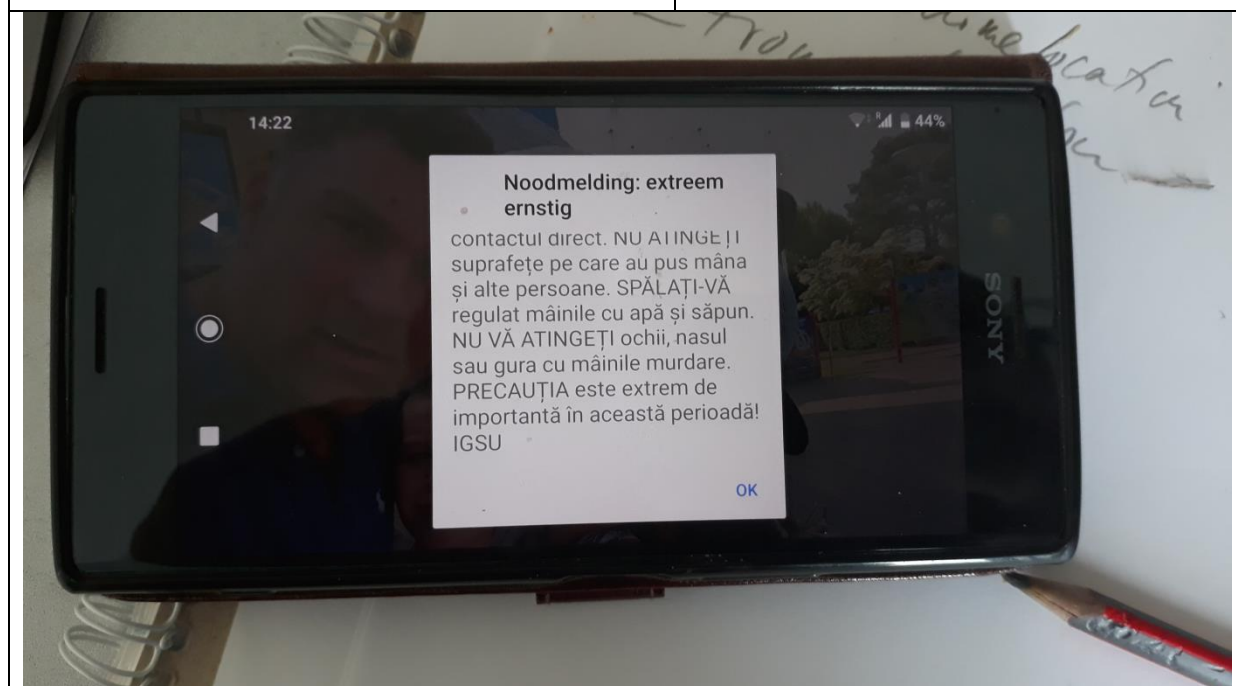 14:22
R 44%
Noodmelding: extreem
ernstig
contactul direct. NU ATINGEȚI
suprafețe pe care au pus mâna
și alte persoane. SPĂLAȚI-VĂ
regulat mâinile cu apă și săpun.
NU VĂ ATINGEȚI ochii, nasul
sau gura cu mâinile murdare.
PRECAUȚIA este extrem de
importantă în această perioadă!
IGSU
OK
SONY